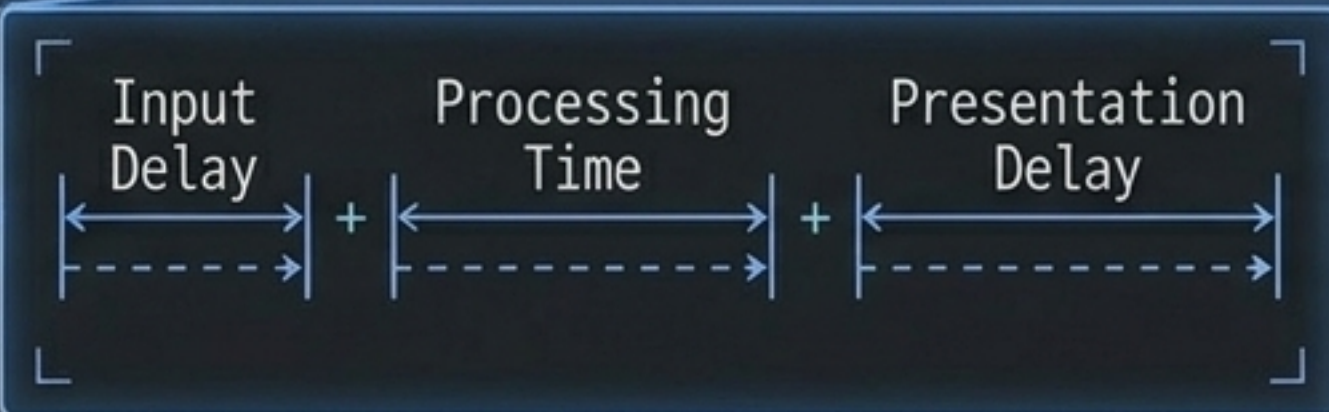 Input
Delay
+
Processing
Time
+
Presentation
Delay